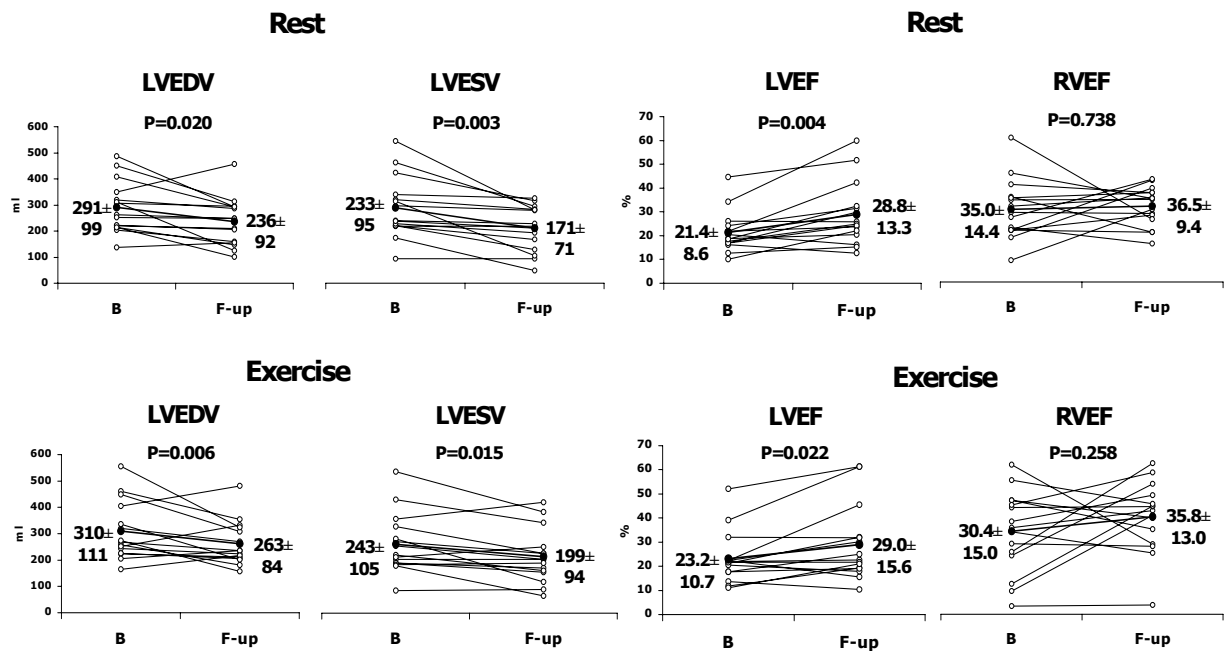 Rest
LVEDV
P=0.020
600
500
400
300
200
100
0
ml
291±
99
236±
92
B
F-up
LVESV
P=0.003
233±
95
171±
71
B
F-up
Rest
LVEF
P=0.004
70
60
50
40
30
20
10
0
%
21.4±
8.6
28.8±
13.3
B
F-up
RVEF
P=0.738
35.0±
14.4
36.5±
9.4
B
F-up
Exercise
LVEDV
P=0.006
600
500
400
300
200
100
0
ml
310±
111
263±
84
B
F-up
LVESV
P=0.015
243±
105
199±
94
B
F-up
Exercise
LVEF
P=0.022
70
60
50
40
30
20
10
0
%
23.2±
10.7
29.0±
15.6
B
F-up
RVEF
P=0.258
30.4±
15.0
35.8±
13.0
B
F-up